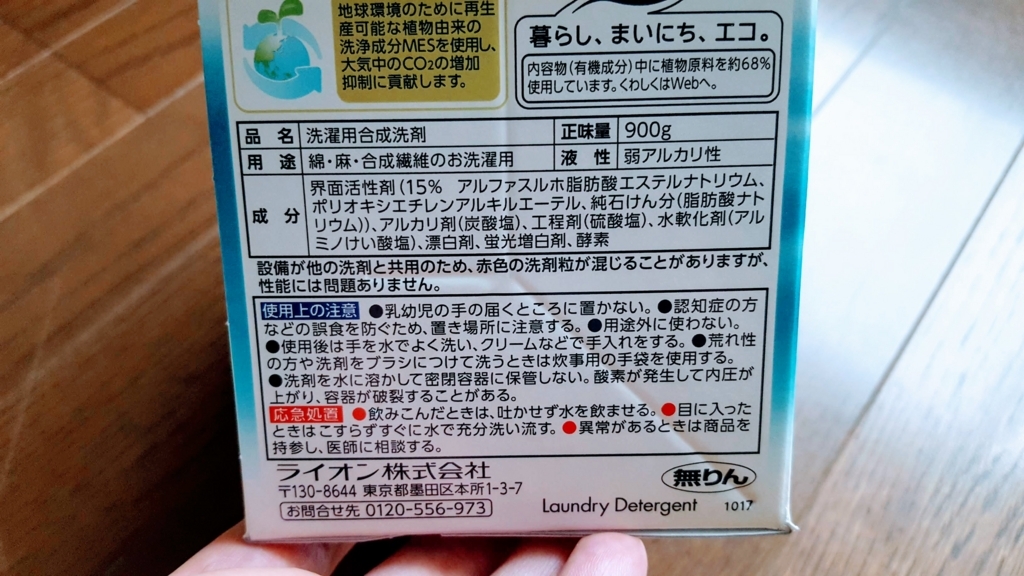 地球環境のために再生
産可能な植物由来の
洗浄成分MESを使用し、
大気中のCO₂の増加
抑制に貢献します。
暮らし、まいにち、エコ。
内容物(有機成分)中に植物原料を約68%
使用しています。くわしくはWebへ。
品 名 洗濯用合成洗剤 正味量 900g
用 途 綿・麻・合成繊維のお洗濯用 液 性 弱アルカリ性
成 分
界面活性剤(15% アルファスルホ脂肪酸エステルナトリウム、
ポリオキシエチレンアルキルエーテル、純石けん分(脂肪酸ナト
リウム))、アルカリ剤(炭酸塩)、工程剤(硫酸塩)、水軟化剤(アル
ミノけい酸塩)、漂白剤、蛍光増白剤、酵素
設備が他の洗剤と共用のため、赤色の洗剤粒が混じることがありますが、
性能には問題ありません。
使用上の注意 ●乳幼児の手の届くところに置かない。●認知症の方
などの誤食を防ぐため、置き場所に注意する。●用途外に使わない。
●使用後は手を水でよく洗い、クリームなどで手入れをする。●荒れ性
の方や洗剤をブラシにつけて洗うときは炊事用の手袋を使用する。
●洗剤を水に溶かして密閉容器に保管しない。酸素が発生して内圧が
上がり、容器が破裂することがある。
応急処置 ●飲みこんだときは、吐かせず水を飲ませる。●目に入った
ときはこすらずすぐに水で充分洗い流す。●異常があるときは商品を
持参し、医師に相談する。
ライオン株式会社
〒130-8644 東京都墨田区本所1-3-7
お問合せ先 0120-556-973
無りん
Laundry Detergent 1017